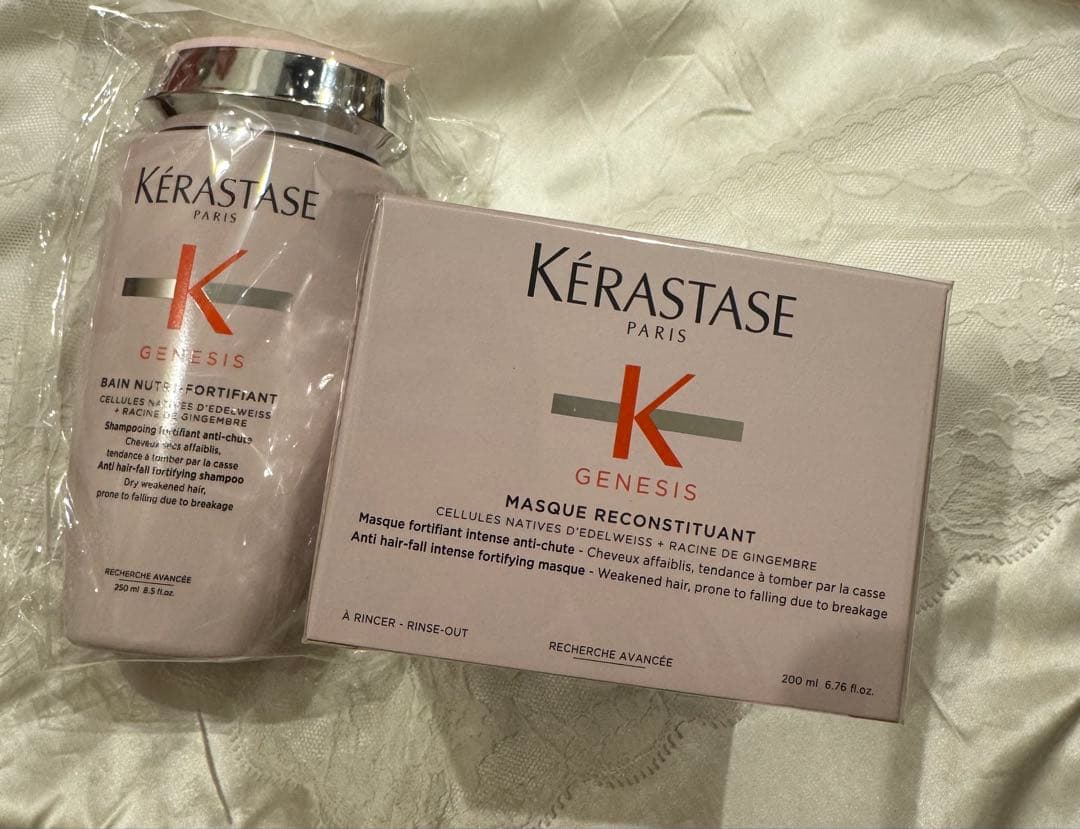 KÉRASTASE
PARIS
K
GENESIS
BAIN NUTRI-FORTIFIANT
CELLULES NATIVES D'EDELWEISS
+ RACINE DE GINGEMBRE
Shampooing fortifiant anti-chute
Cheveux secs affaiblis,
tendance à tomber par la casse
Anti hair-fall fortifying shampoo
Dry weakened hair,
prone to falling due to breakage
RECHERCHE AVANCÉE
250 ml 8.5 fl.oz.
KÉRASTASE
PARIS
K
GENESIS
MASQUE RECONSTITUANT
CELLULES NATIVES D'EDELWEISS + RACINE DE GINGEMBRE
Masque fortifiant intense anti-chute - Cheveux affaiblis, tendance à tomber par la casse
Anti hair-fall intense fortifying masque - Weakened hair, prone to falling due to breakage
À RINCER - RINSE-OUT
RECHERCHE AVANCÉE
200 ml 6.76 fl.oz.